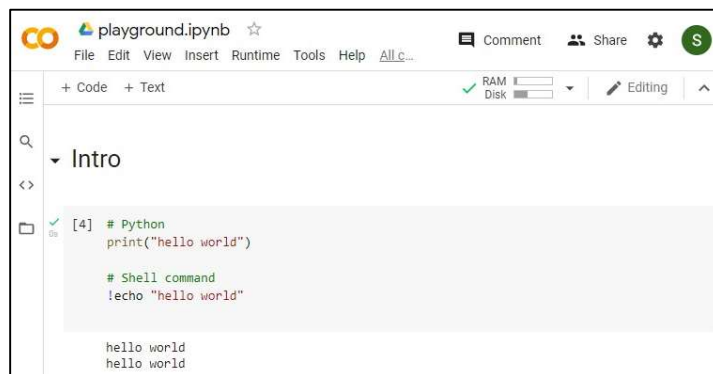 playground.ipynb
Comment
Share
S
File Edit View Insert Runtime Tools Help All c...
+ Code + Text
RAM
Disk
Editing
Intro
[4] # Python
0s
print("hello world")
# Shell command
!echo "hello world"
hello world
hello world